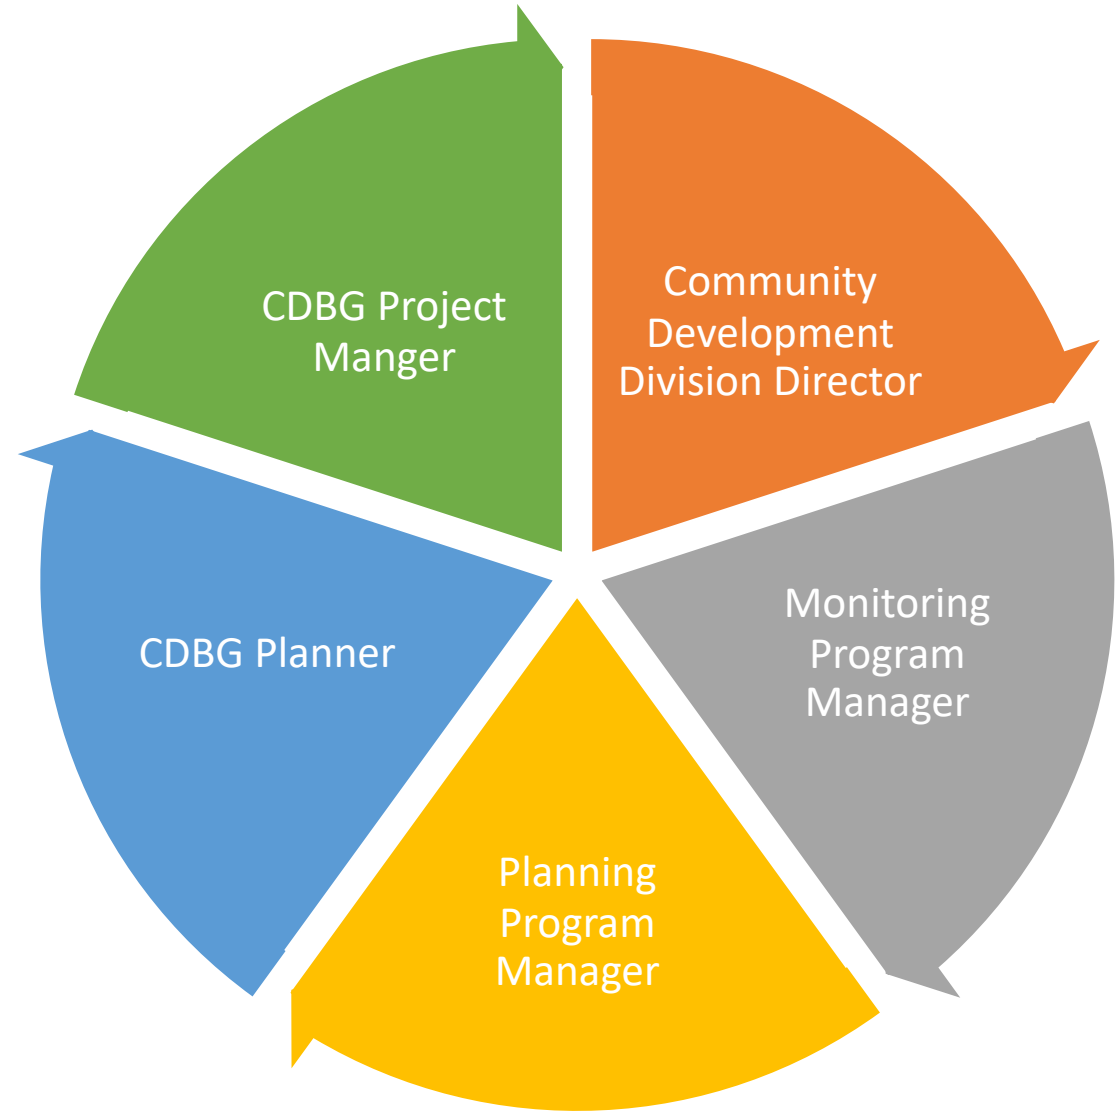 CDBG Project
Manger
Community
Development
Division Director
Monitoring
Program
Manager
CDBG Planner
Planning
Program
Manager